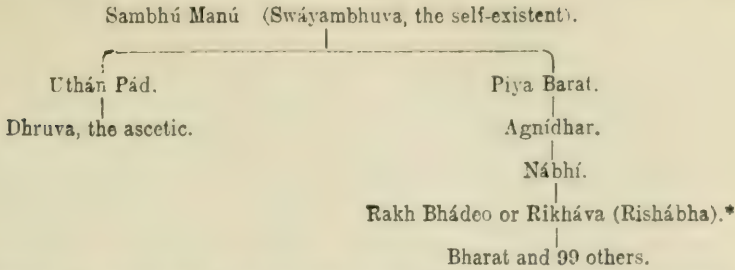 Sambhú Manú (Swáyambhuva, the self-existent).
Uthán Pád. Piya Barat.
Dhruva, the ascetic. Agnídhar.
Nábhí.
Rakh Bhádeo or Rikháva (Rishábha).*
Bharat and 99 others.